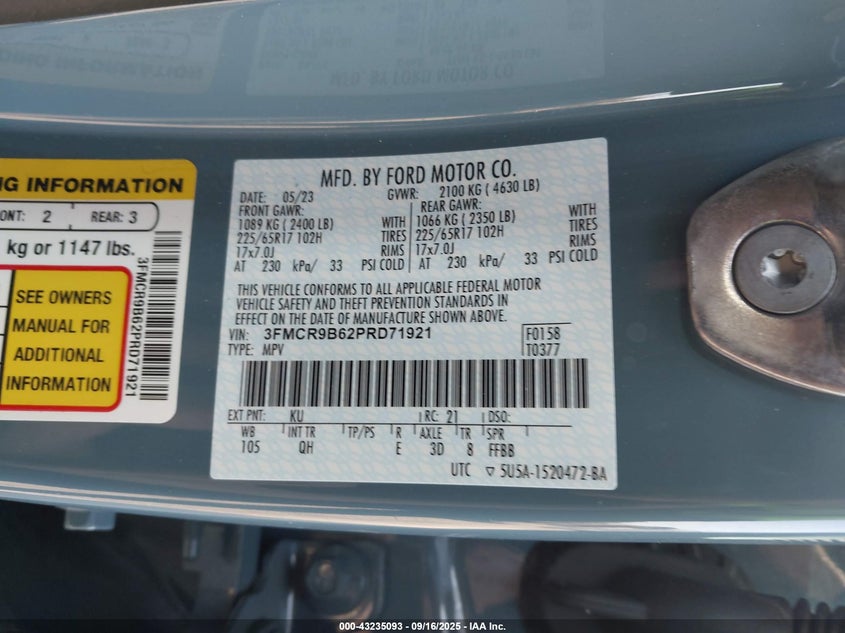 NG INFORMATION
ONT: 2 REAR: 3
kg or 1147 lbs.
SEE OWNERS
MANUAL FOR
ADDITIONAL
INFORMATION
3FMCR9B62PRD71921
MFD. BY FORD MOTOR CO.
DATE: 05/23 GVWR: 2100 KG ( 4630 LB)
FRONT GAWR: REAR GAWR:
1089 KG ( 2400 LB) WITH 1066 KG ( 2350 LB) WITH
225/65R17 102H TIRES 225/65R17 102H TIRES
17x7.0J RIMS 17x7.0J RIMS
AT 230 kPa/ 33 PSI COLD AT 230 kPa/ 33 PSI COLD
THIS VEHICLE CONFORMS TO ALL APPLICABLE FEDERAL MOTOR
VEHICLE SAFETY AND THEFT PREVENTION STANDARDS IN
EFFECT ON THE DATE OF MANUFACTURE SHOWN ABOVE.
VIN: 3FMCR9B62PRD71921 F0158
TYPE: MPV T0377
EXT PNT: KU RC: 21 DSO:
WB INT TR TP/PS R AXLE TR SPR
105 QH E 3D 8 FFBB
UTC ▽ 5U5A-1520472-BA
000-43235093 - 09/16/2025 - IAA Inc.